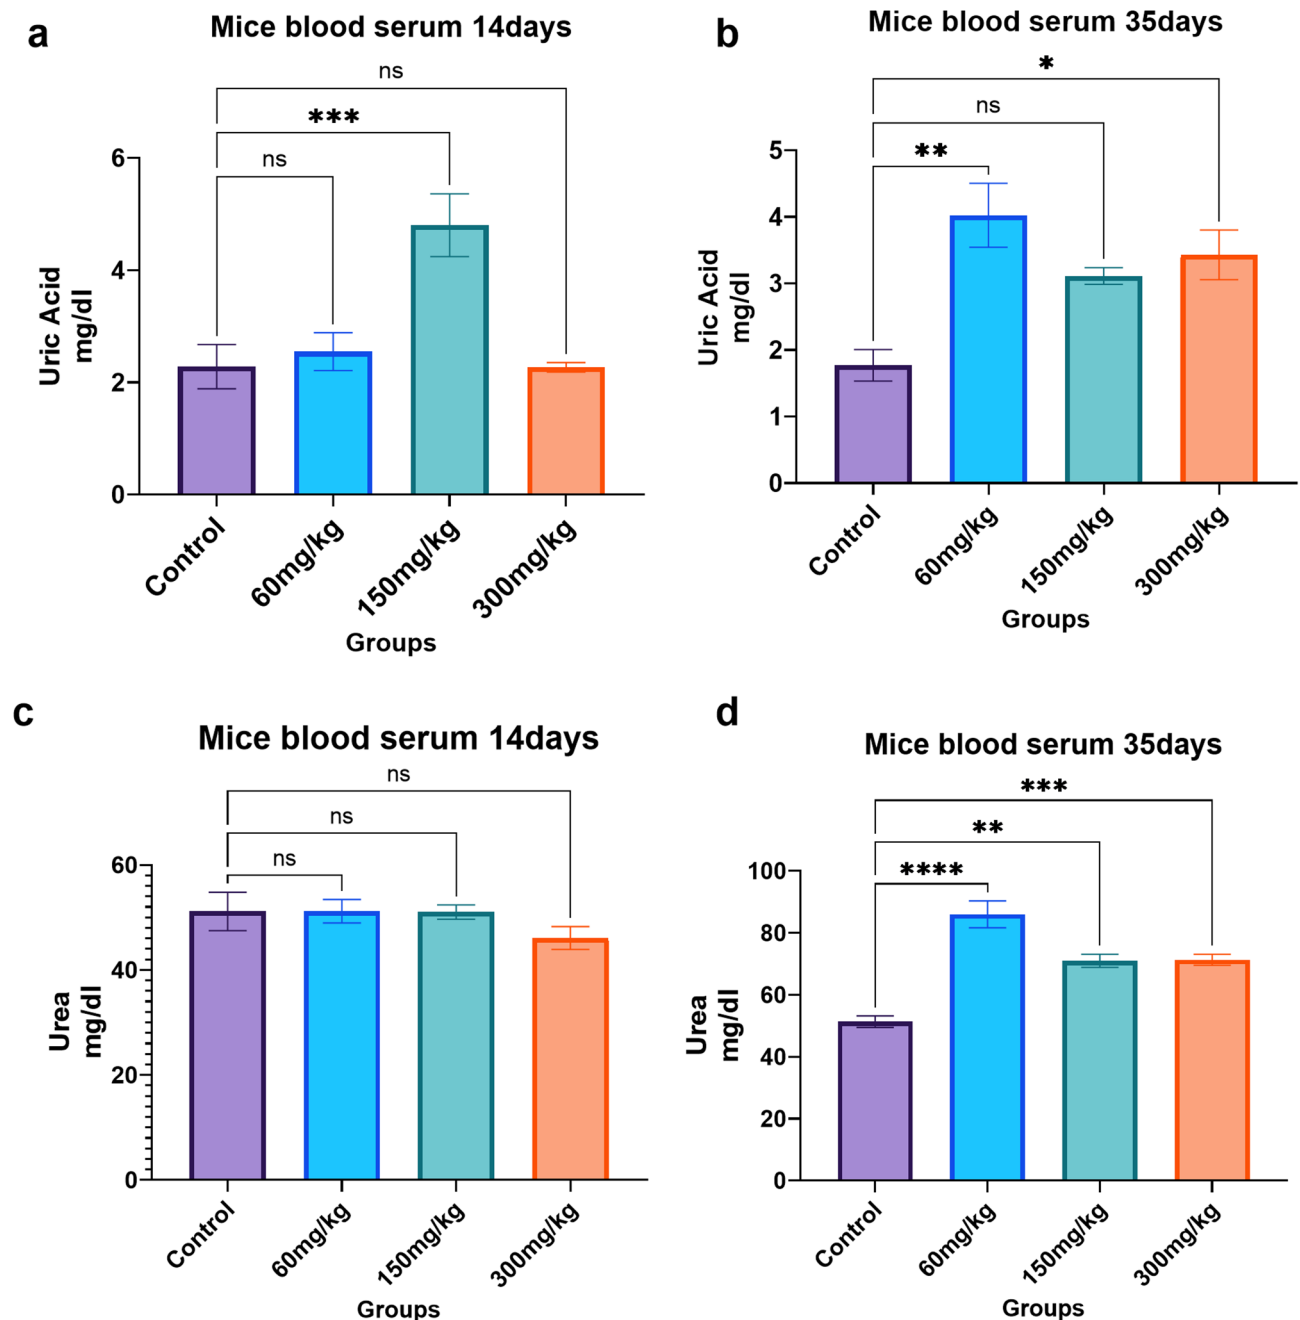 a
Mice blood serum 14days
ns
***
ns
6
4
2
0
Uric Acid
mg/dl
Control
60mg/kg
150mg/kg
300mg/kg
Groups
b
Mice blood serum 35days
*
ns
**
5
4
3
2
1
0
Uric Acid
mg/dl
Control
60mg/kg
150mg/kg
300mg/kg
Groups
c
Mice blood serum 14days
ns
ns
ns
60
40
20
0
Urea
mg/dl
Control
60mg/kg
150mg/kg
300mg/kg
Groups
d
Mice blood serum 35days
***
**
****
100
80
60
40
20
0
Urea
mg/dl
Control
60mg/kg
150mg/kg
300mg/kg
Groups